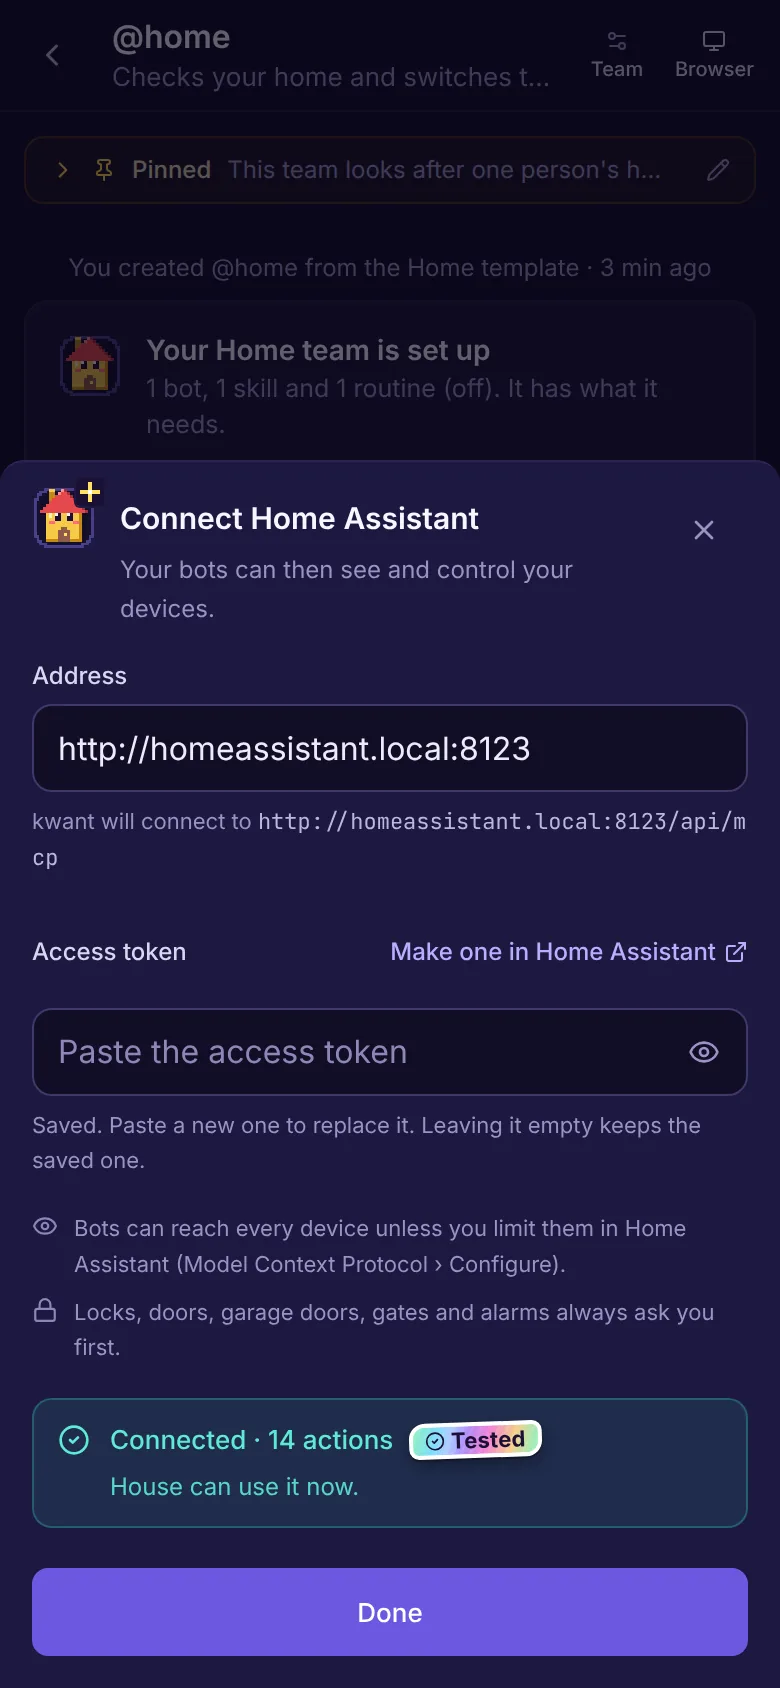 @home
Checks your home and switches t...
Team
Browser
Pinned This team looks after one person's h...
You created @home from the Home template · 3 min ago
Your Home team is set up
1 bot, 1 skill and 1 routine (off). It has what it
needs.
Connect Home Assistant
Your bots can then see and control your
devices.
Address
http://homeassistant.local:8123
kwant will connect to http://homeassistant.local:8123/api/m
cp
Access token
Make one in Home Assistant
Paste the access token
Saved. Paste a new one to replace it. Leaving it empty keeps the
saved one.
Bots can reach every device unless you limit them in Home
Assistant (Model Context Protocol › Configure).
Locks, doors, garage doors, gates and alarms always ask you
first.
Connected · 14 actions
Tested
House can use it now.
Done